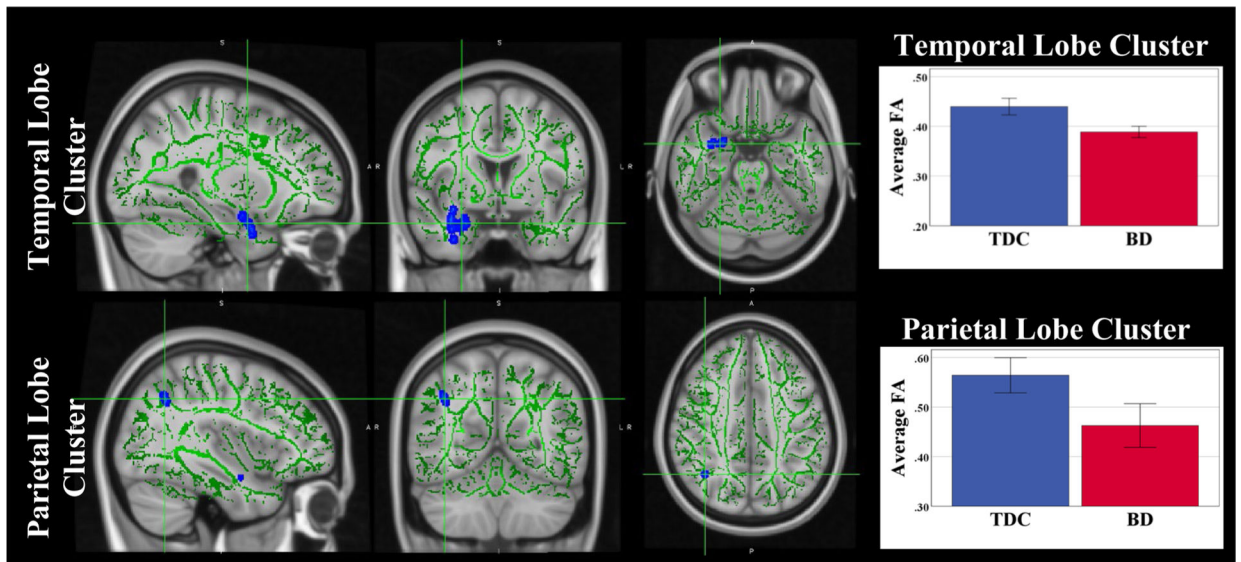 Temporal Lobe
Cluster
S
A R
S
L R
A
I
I
P
Temporal Lobe Cluster
Average FA
.50
.40
.30
.20
TDC
BD
Parietal Lobe
Cluster
S
A R
S
L R
A
I
P
Parietal Lobe Cluster
Average FA
.60
.50
.40
.30
TDC
BD